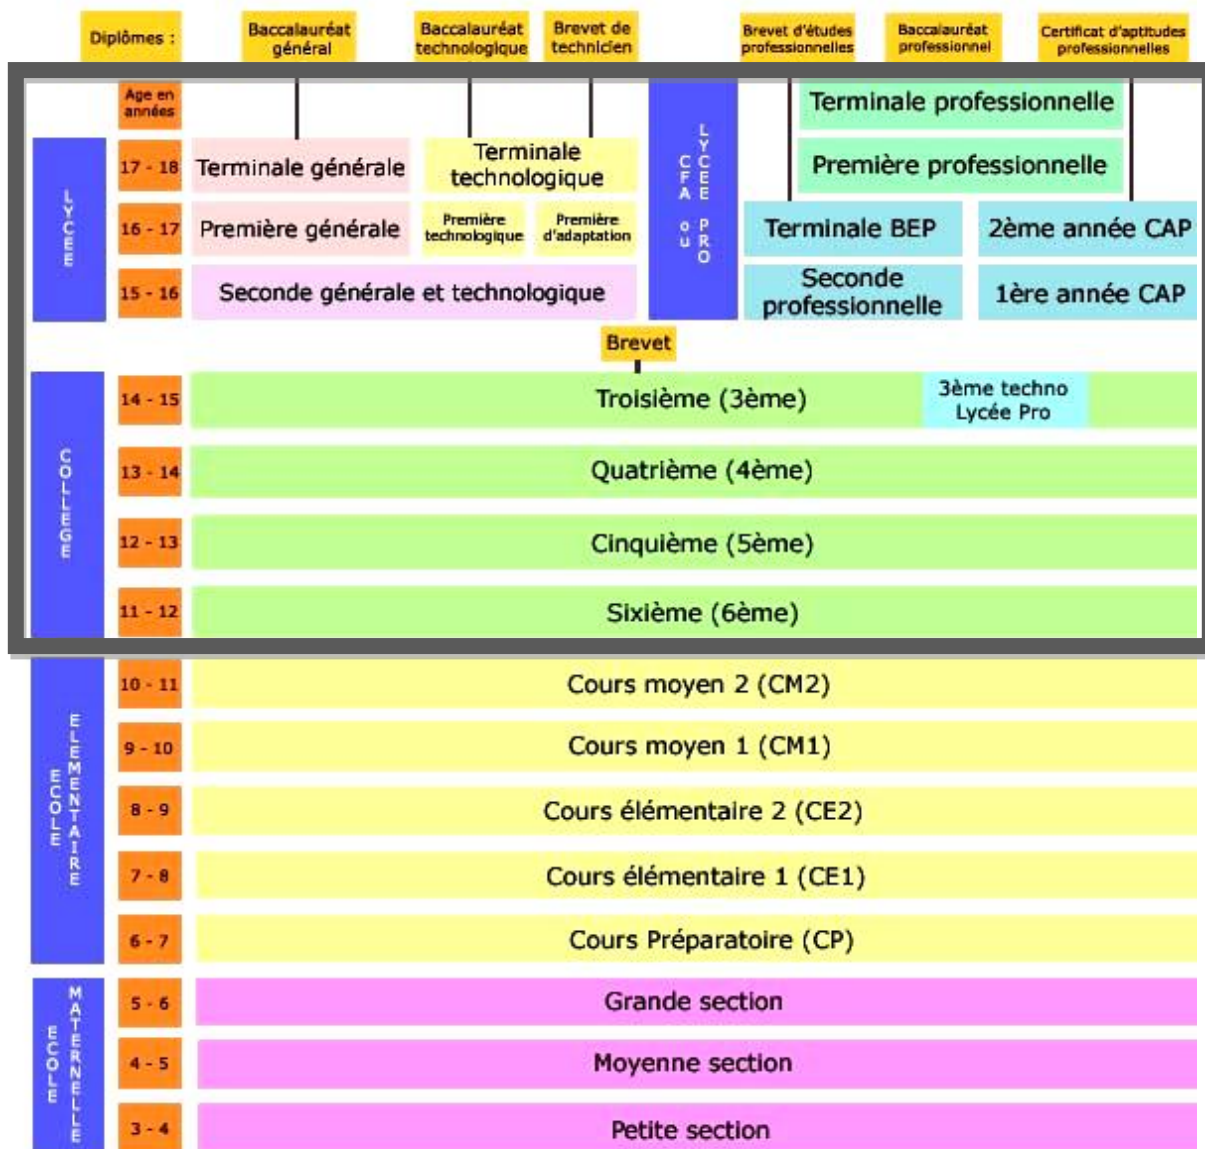 Diplômes :
Baccalauréat
général
Baccalauréat
technologique
Brevet de
technicien
Brevet d'études
professionnelles
Baccalauréat
professionnel
Certificat d'aptitudes
professionnelles
Age en
années
LYCEE PRO
ou CFA
Terminale professionnelle
LYCEE
17 - 18
Terminale générale
Terminale
technologique
Première professionnelle
16 - 17
Première générale
Première
technologique
Première
d'adaptation
Terminale BEP
2ème année CAP
15 - 16
Seconde générale et technologique
Seconde
professionnelle
1ère année CAP
Brevet
COLLEGE
14 - 15
Troisième (3ème)
3ème techno
Lycée Pro
13 - 14
Quatrième (4ème)
12 - 13
Cinquième (5ème)
11 - 12
Sixième (6ème)
ECOLE
ELEMENTAIRE
10 - 11
Cours moyen 2 (CM2)
9 - 10
Cours moyen 1 (CM1)
8 - 9
Cours élémentaire 2 (CE2)
7 - 8
Cours élémentaire 1 (CE1)
6 - 7
Cours Préparatoire (CP)
ECOLE
MATERNELLE
5 - 6
Grande section
4 - 5
Moyenne section
3 - 4
Petite section